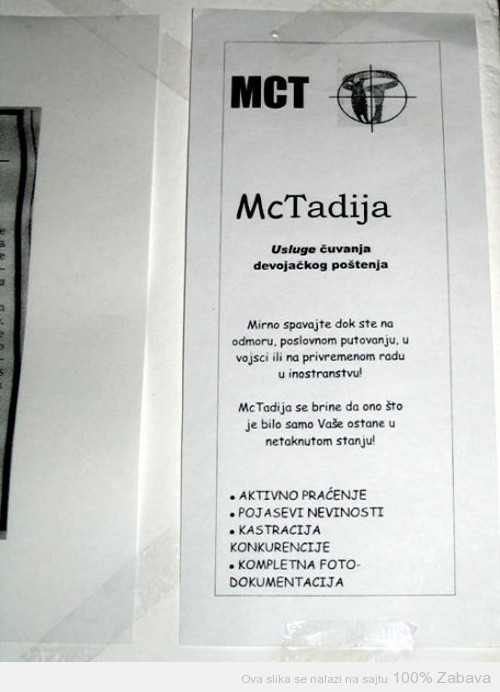 MCT
McTadija
Usluge čuvanja
devojačkog poštenja
Mirno spavajte dok ste na
odmoru, poslovnom putovanju, u
vojsci ili na privremenom radu
u inostranstvu!
McTadija se brine da ono što
je bilo samo Vaše ostane u
netaknutom stanju!
• AKTIVNO PRAĆENJE
• POJASEVI NEVINOSTI
• KASTRACIJA
KONKURENCIJE
• KOMPLETNA FOTO-
DOKUMENTACIJA
Ova slika se nalazi na sajtu 100% Zabava